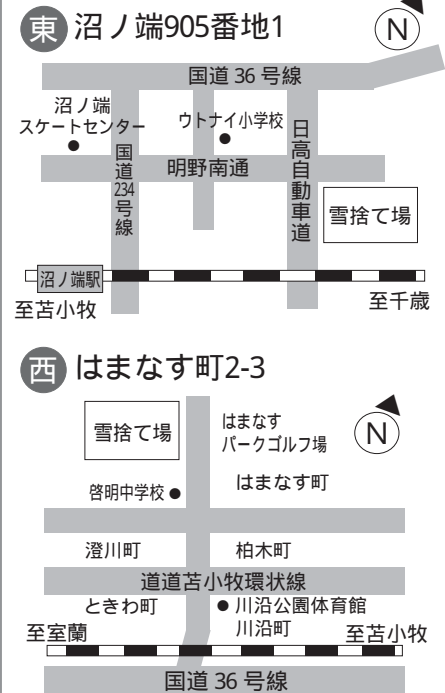 東 沼ノ端905番地1
N
国道 36 号線
沼ノ端
スケートセンター
ウトナイ小学校
国道234号線
日高自動車道
明野南通
雪捨て場
沼ノ端駅
至苫小牧
至千歳
西 はまなす町2-3
N
雪捨て場
はまなす
パークゴルフ場
はまなす町
啓明中学校
澄川町
柏木町
道道苫小牧環状線
ときわ町
川沿公園体育館
川沿町
至室蘭
至苫小牧
国道 36 号線